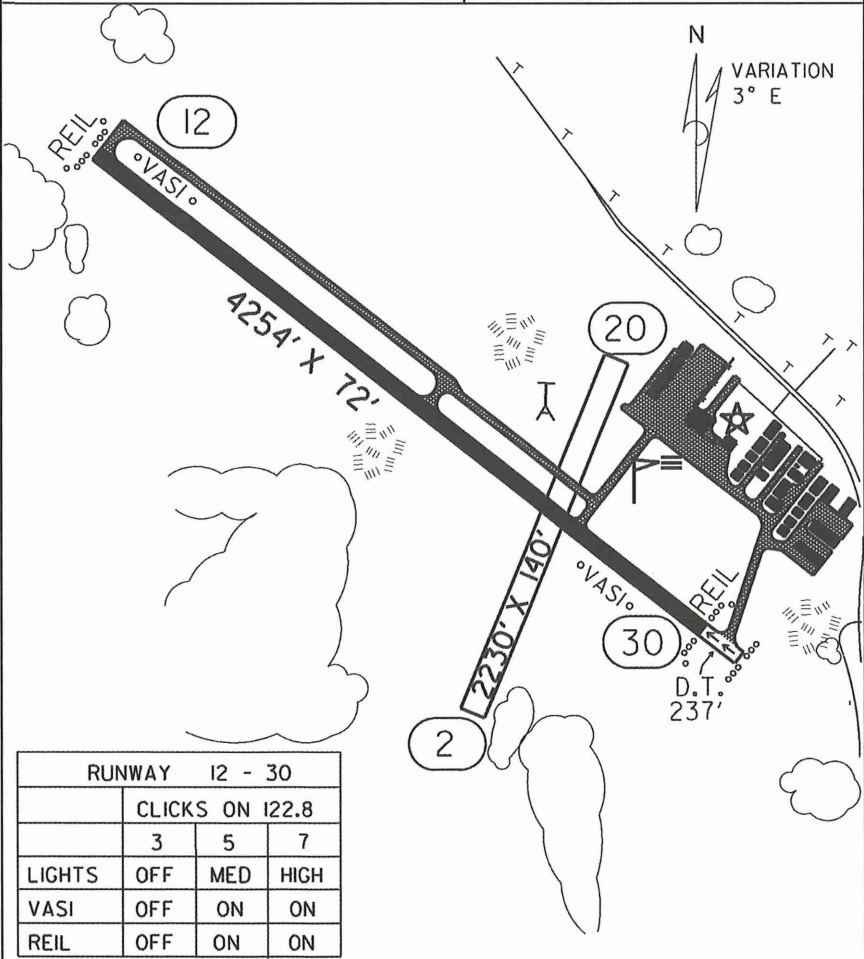 N
VARIATION
3° E
REIL
12
VASI
4254' X 72'
20
2230' X 140'
VASI
REIL
30
D.T.
237'
2
RUNWAY 12 - 30
CLICKS ON 122.8
3 5 7
LIGHTS OFF MED HIGH
VASI OFF ON ON
REIL OFF ON ON